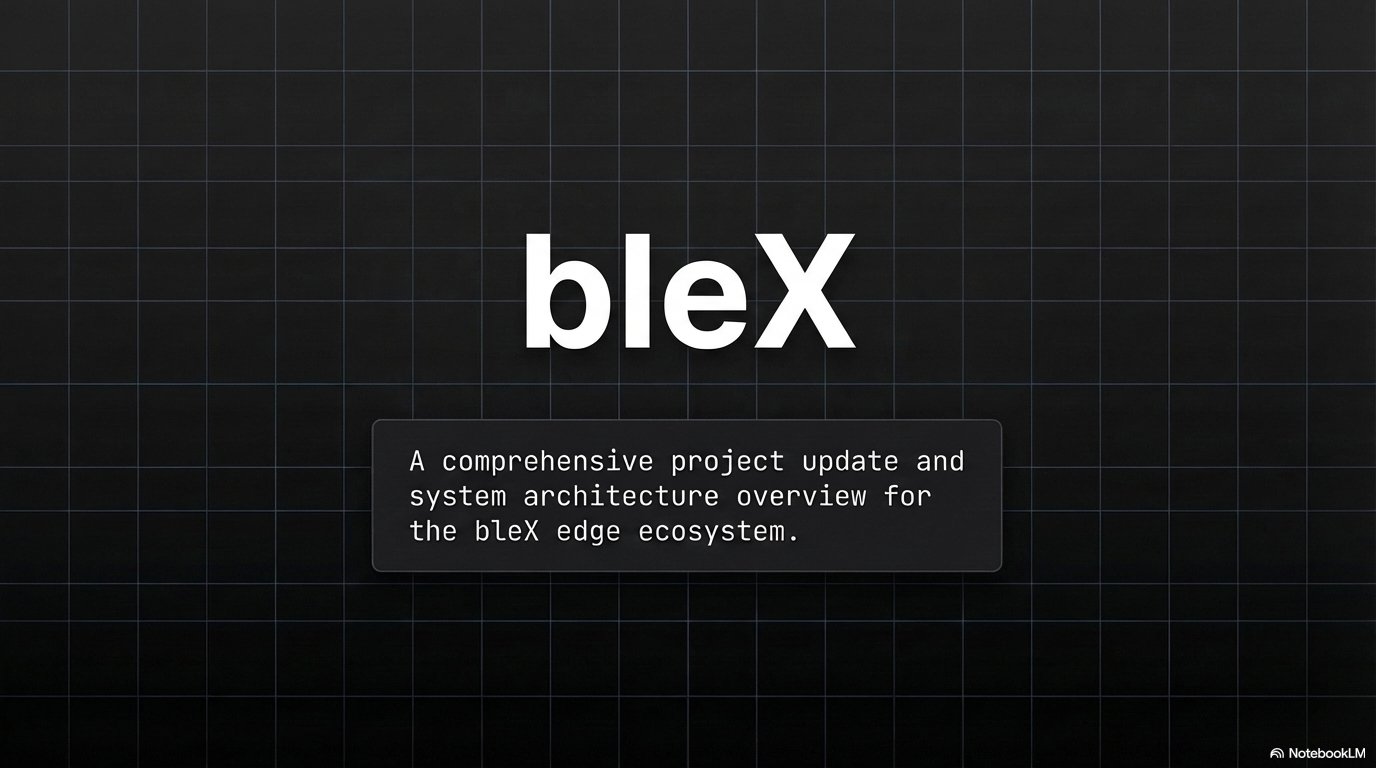 bleX
A comprehensive project update and
system architecture overview for
the bleX edge ecosystem.
NotebookLM